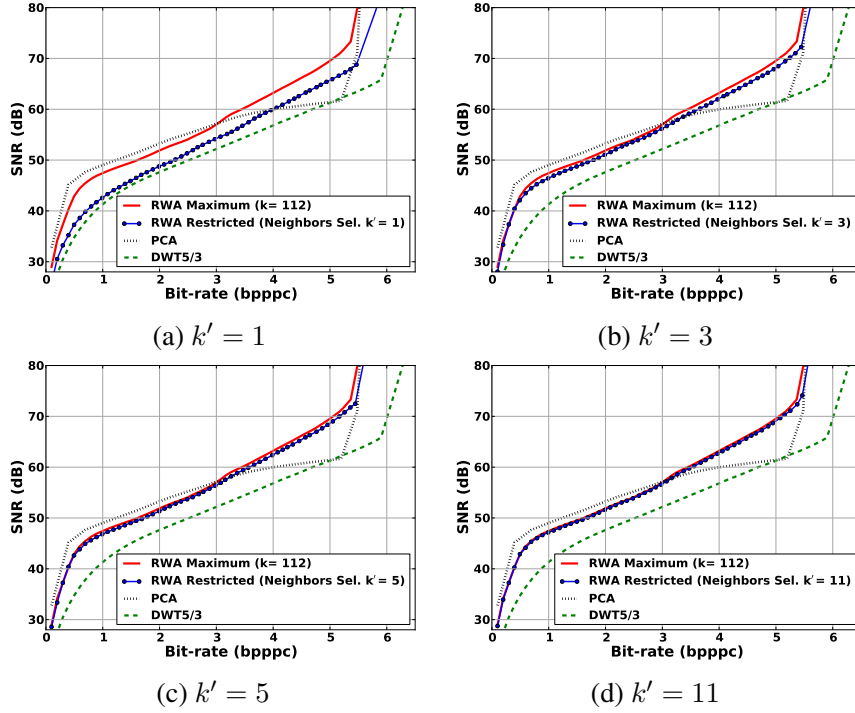 80
70
60
50
40
30
SNR (dB)
RWA Maximum (k= 112)
RWA Restricted (Neighbors Sel. k′= 1)
PCA
DWT5/3
0 1 2 3 4 5 6
Bit-rate (bpppc)
(a) k′ = 1
80
70
60
50
40
30
SNR (dB)
RWA Maximum (k= 112)
RWA Restricted (Neighbors Sel. k′= 3)
PCA
DWT5/3
0 1 2 3 4 5 6
Bit-rate (bpppc)
(b) k′ = 3
80
70
60
50
40
30
SNR (dB)
RWA Maximum (k= 112)
RWA Restricted (Neighbors Sel. k′= 5)
PCA
DWT5/3
0 1 2 3 4 5 6
Bit-rate (bpppc)
(c) k′ = 5
80
70
60
50
40
30
SNR (dB)
RWA Maximum (k= 112)
RWA Restricted (Neighbors Sel. k′= 11)
PCA
DWT5/3
0 1 2 3 4 5 6
Bit-rate (bpppc)
(d) k′ = 11